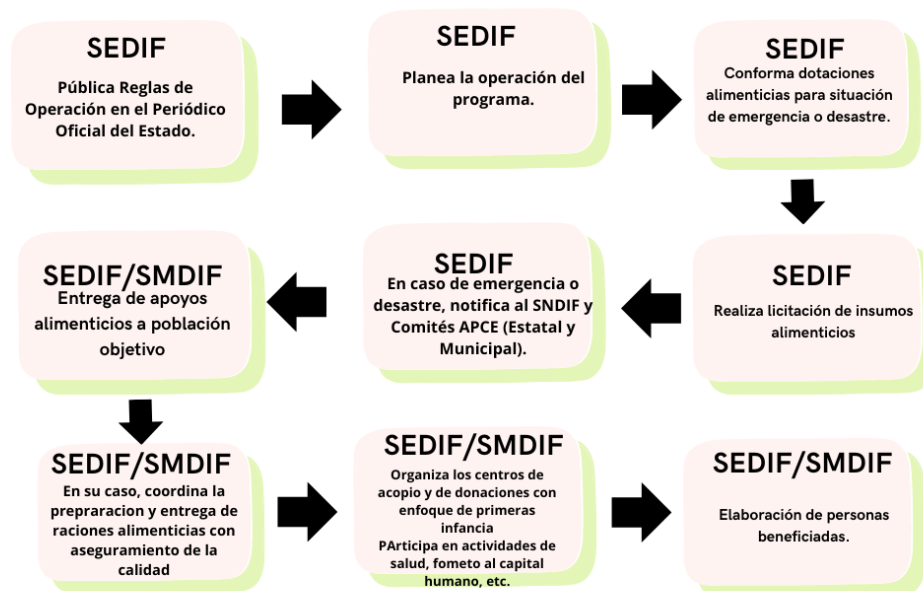 SEDIF
Pública Reglas de
Operación en el Periódico
Oficial del Estado.
SEDIF
Planea la operación del
programa.
SEDIF
Conforma dotaciones
alimenticias para situación
de emergencia o desastre.
SEDIF
Realiza licitación de insumos
alimenticios
SEDIF
En caso de emergencia o
desastre, notifica al SNDIF y
Comités APCE (Estatal y
Municipal).
SEDIF/SMDIF
Entrega de apoyos
alimenticios a población
objetivo
SEDIF/SMDIF
En su caso, coordina la
prepraracion y entrega de
raciones alimenticias con
aseguramiento de la
calidad
SEDIF/SMDIF
Organiza los centros de
acopio y de donaciones con
enfoque de primeras
infancia
PArticipa en actividades de
salud, fometo al capital
humano, etc.
SEDIF/SMDIF
Elaboración de personas
beneficiadas.